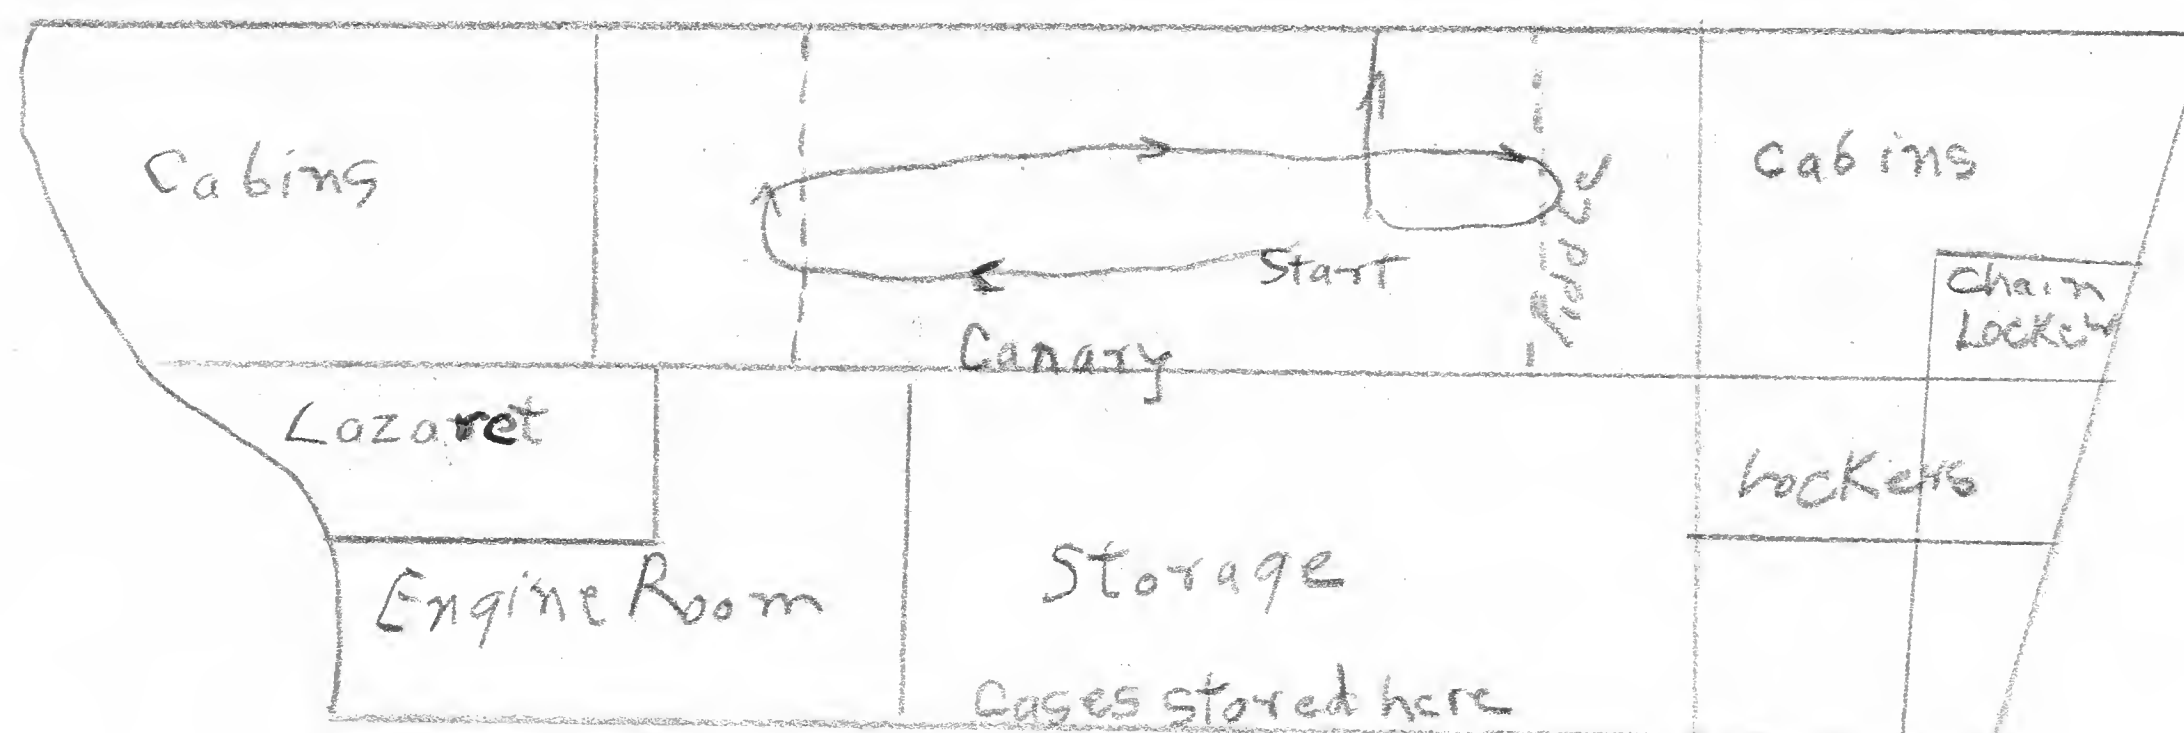 Cabins
Cabins
Start
Chain
Locker
Canary
Lazaret
Lockers
Storage
Engine Room
Cases stored here